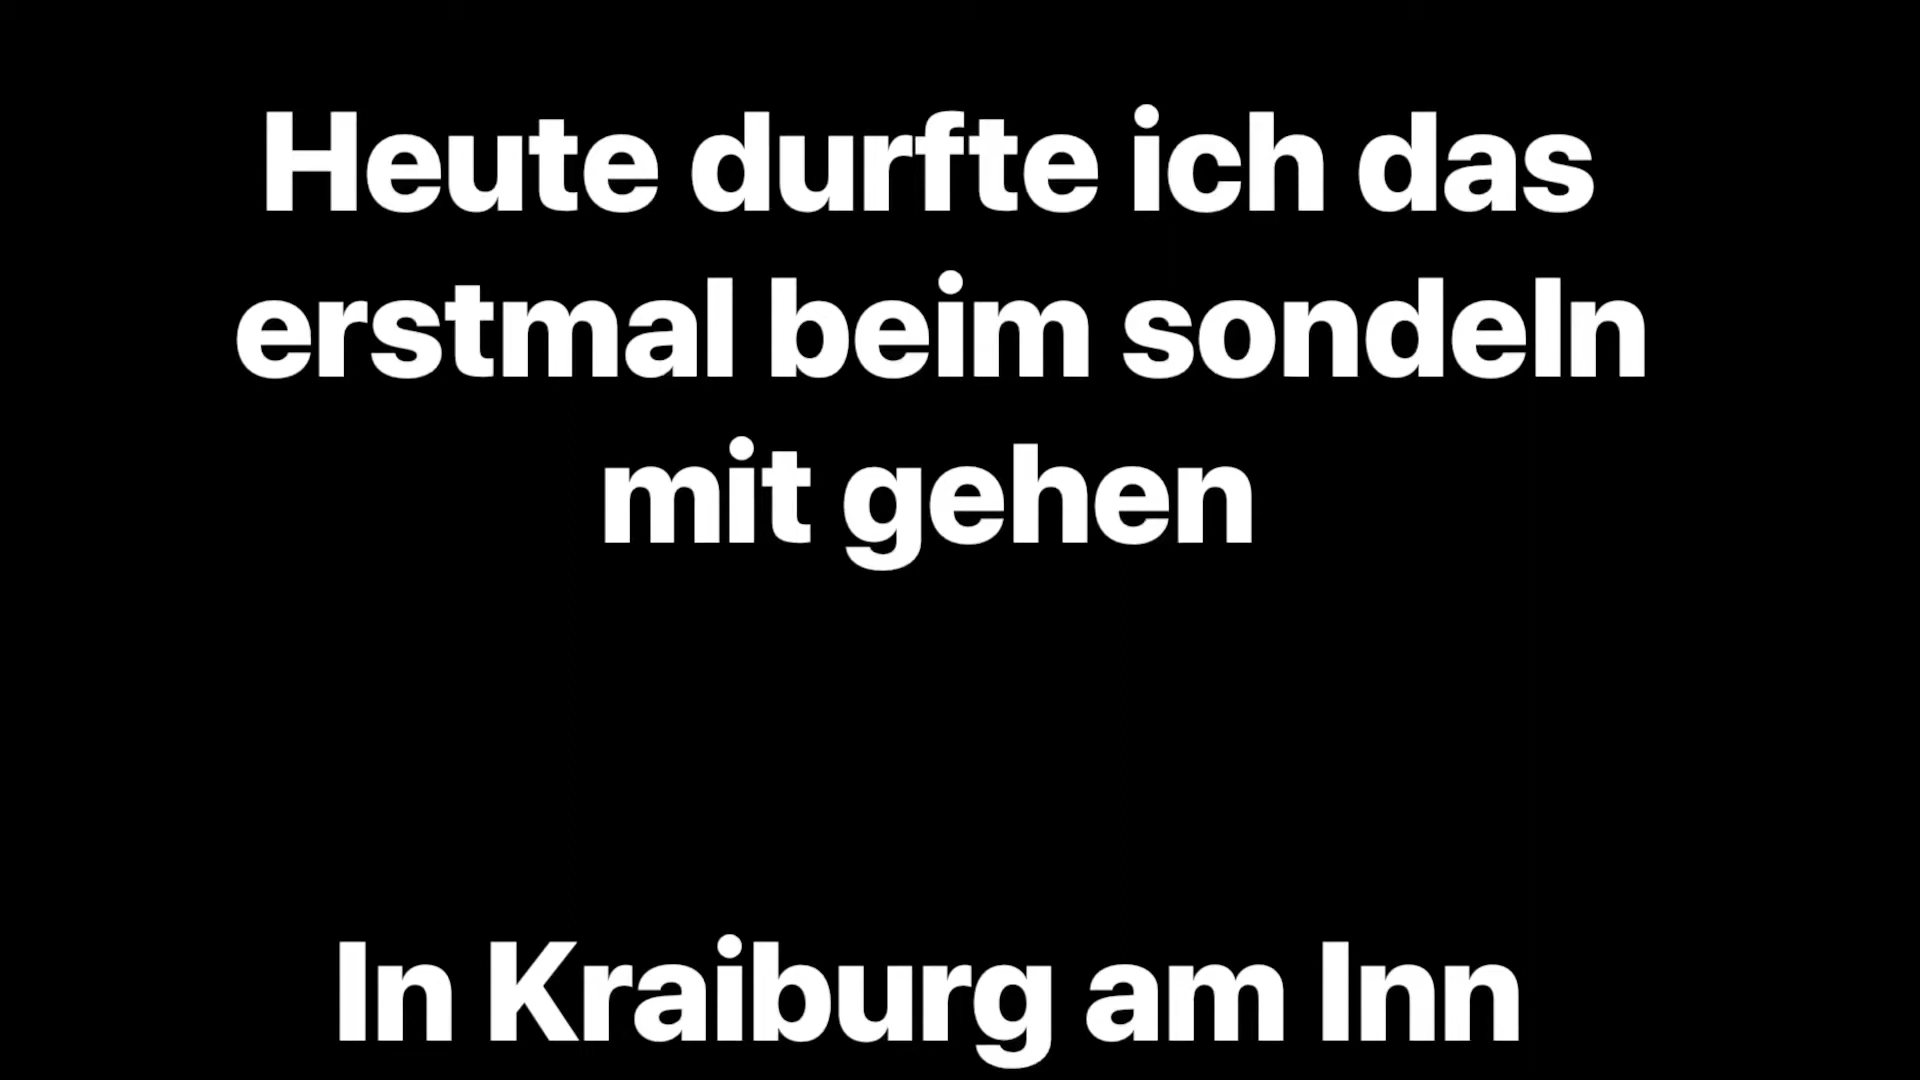 Heute durfte ich das
erstmal beim sondeln
mit gehen
In Kraiburg am Inn